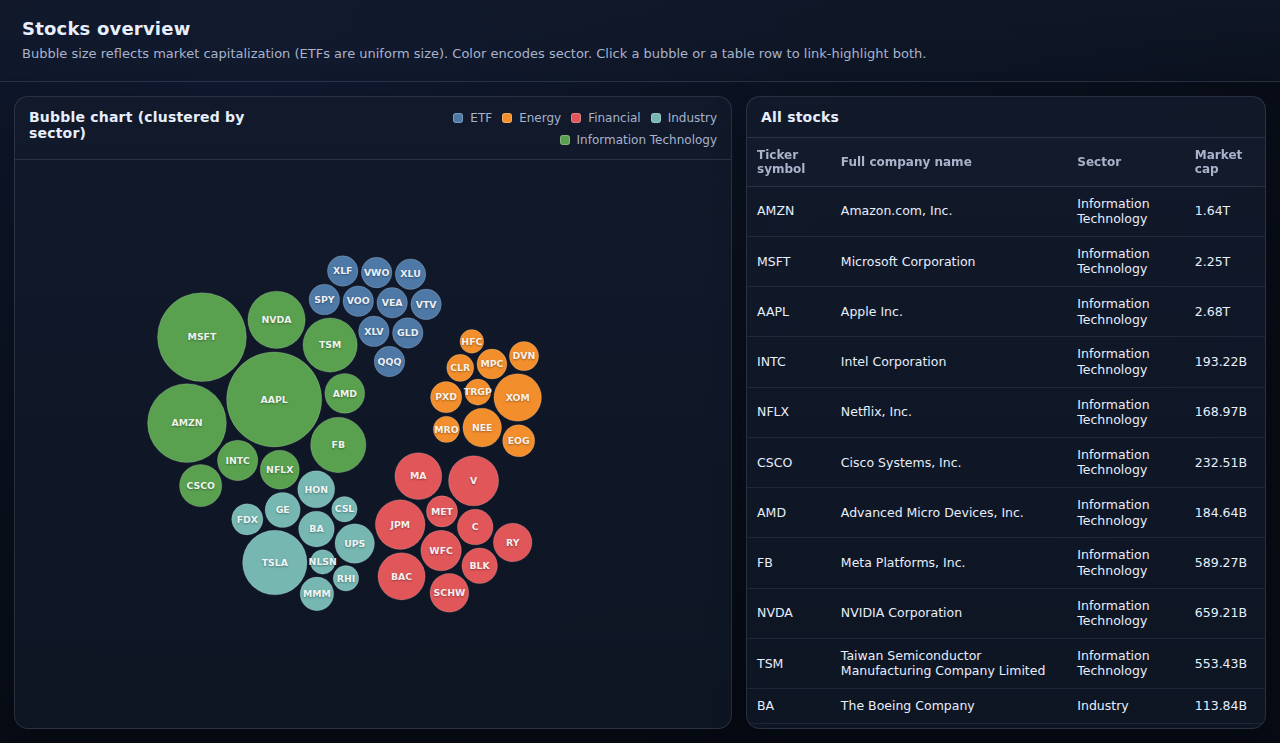 Stocks overview
Bubble size reflects market capitalization (ETFs are uniform size). Color encodes sector. Click a bubble or a table row to link-highlight both.
Bubble chart (clustered by
sector)
ETF Energy Financial Industry
Information Technology
XLF VWO XLU
SPY VOO VEA VTV
XLV GLD
QQQ
MSFT NVDA TSM
AAPL AMD
AMZN FB
INTC NFLX
CSCO
HFC DVN
CLR MPC
PXD TRGP XOM
MRO NEE EOG
HON
GE CSL
FDX BA
UPS
TSLA NLSN
RHI
MMM
MA V
JPM MET C
WFC RY
BAC BLK
SCHW
All stocks
Ticker
symbol
Full company name
Sector
Market
cap
AMZN Amazon.com, Inc. Information
Technology 1.64T
MSFT Microsoft Corporation Information
Technology 2.25T
AAPL Apple Inc. Information
Technology 2.68T
INTC Intel Corporation Information
Technology 193.22B
NFLX Netflix, Inc. Information
Technology 168.97B
CSCO Cisco Systems, Inc. Information
Technology 232.51B
AMD Advanced Micro Devices, Inc. Information
Technology 184.64B
FB Meta Platforms, Inc. Information
Technology 589.27B
NVDA NVIDIA Corporation Information
Technology 659.21B
TSM Taiwan Semiconductor
Manufacturing Company Limited Information
Technology 553.43B
BA The Boeing Company Industry 113.84B